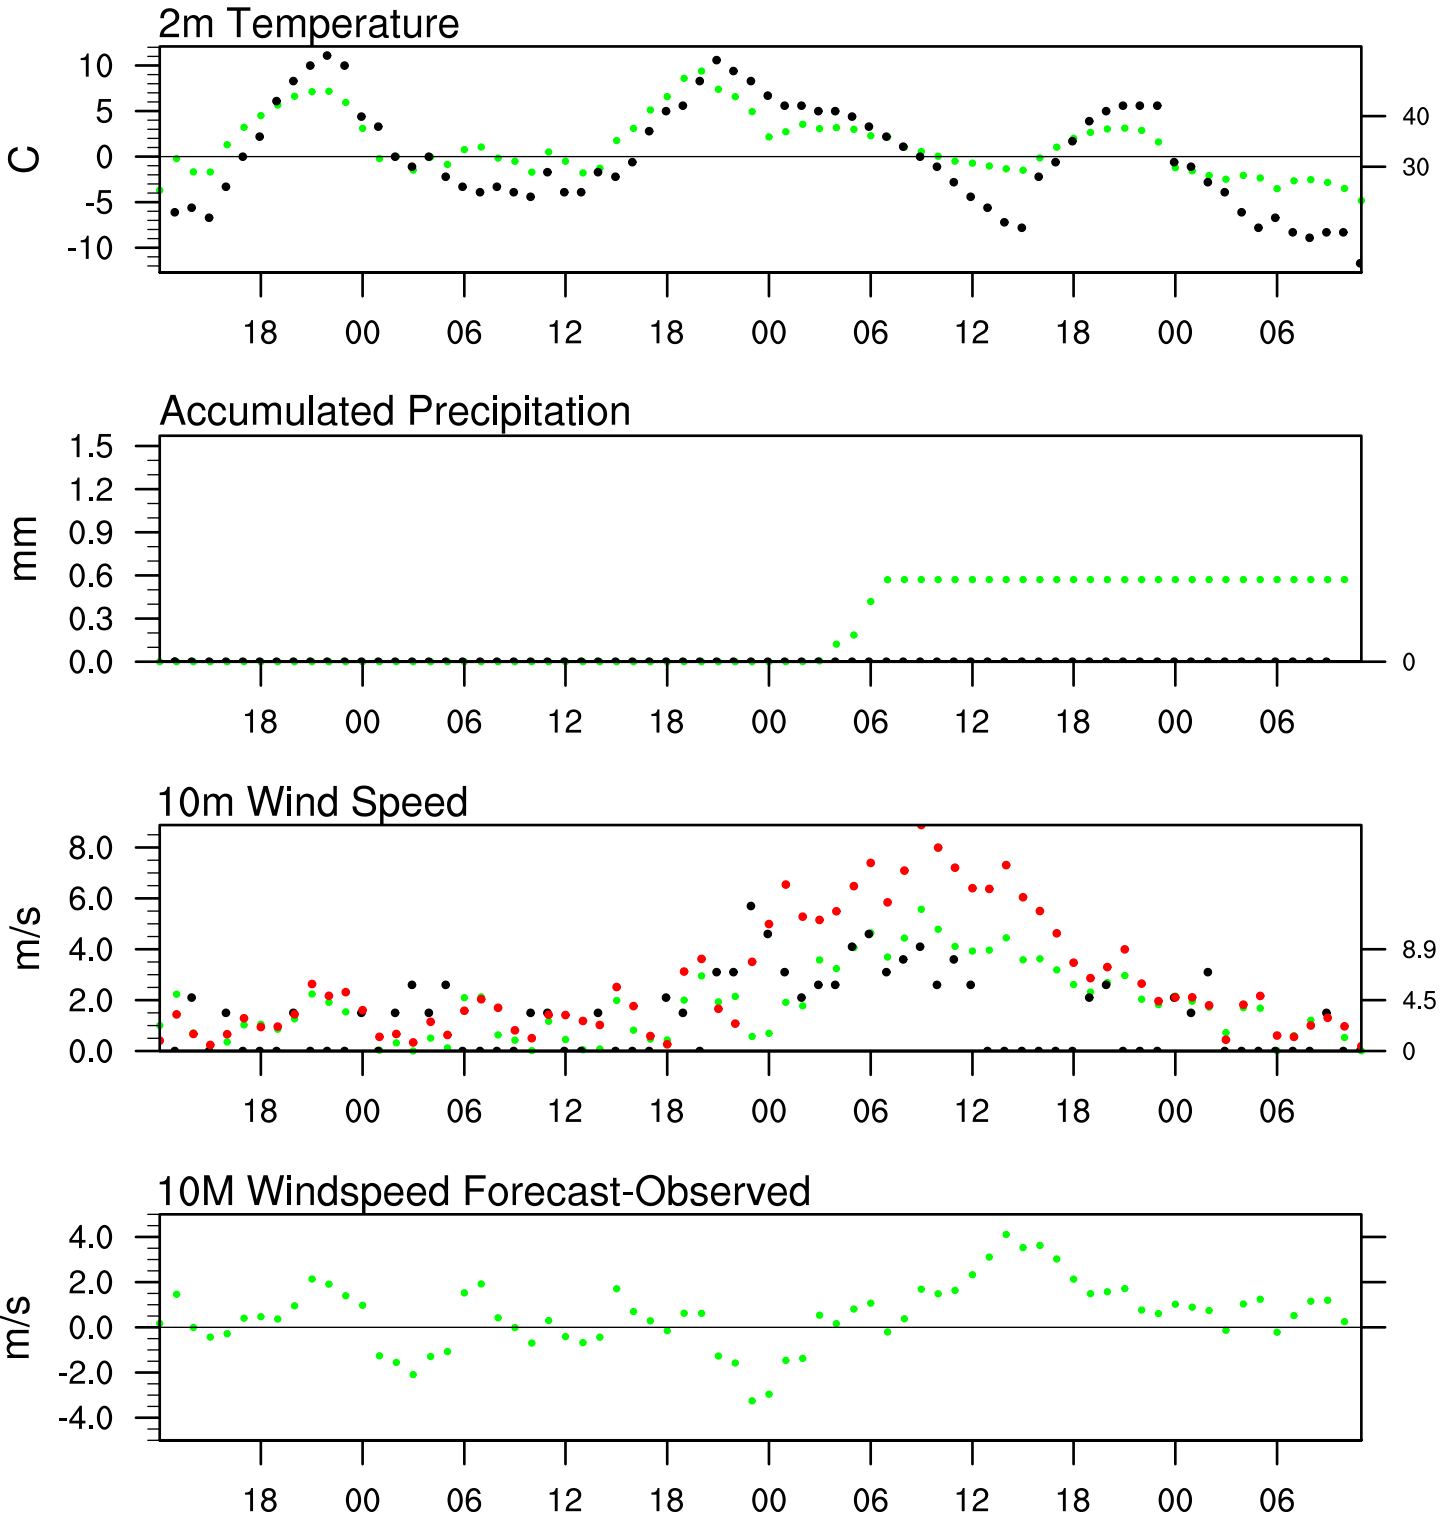 2m Temperature
10
5
0
-5
-10
C
40
30
18 00 06 12 18 00 06 12 18 00 06
Accumulated Precipitation
1.5
1.2
0.9
0.6
0.3
0.0
mm
0
18 00 06 12 18 00 06 12 18 00 06
10m Wind Speed
8.0
6.0
4.0
2.0
0.0
m/s
8.9
4.5
0
18 00 06 12 18 00 06 12 18 00 06
10M Windspeed Forecast-Observed
4.0
2.0
0.0
-2.0
-4.0
m/s
18 00 06 12 18 00 06 12 18 00 06